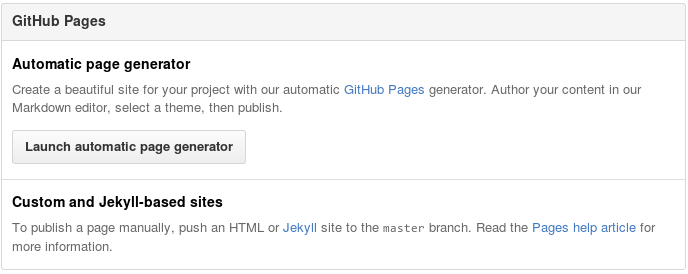 GitHub Pages
Automatic page generator
Create a beautiful site for your project with our automatic GitHub Pages generator. Author your content in our
Markdown editor, select a theme, then publish.
Launch automatic page generator
Custom and Jekyll-based sites
To publish a page manually, push an HTML or Jekyll site to the master branch. Read the Pages help article for
more information.